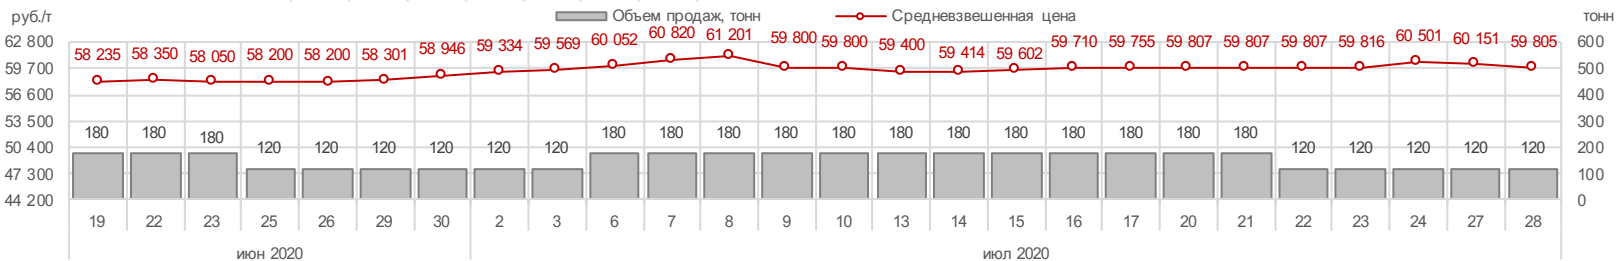 руб./т Объем продаж, тонн Средневзвешенная цена тонн
62 800 58 235 58 350 58 050 58 200 58 200 58 301 58 946 59 334 59 569 60 052 60 820 61 201 59 800 59 800 59 400 59 414 59 602 59 710 59 755 59 807 59 807 59 807 59 816 60 501 60 151 59 805 600
59 700 500
56 600 400
53 500 180 180 180 120 120 120 120 120 120 180 180 180 180 180 180 180 180 180 180 180 180 120 120 120 120 120 300
50 400 200
47 300 100
44 200 0
19 22 23 25 26 29 30 2 3 6 7 8 9 10 13 14 15 16 17 20 21 22 23 24 27 28
июн 2020 июл 2020